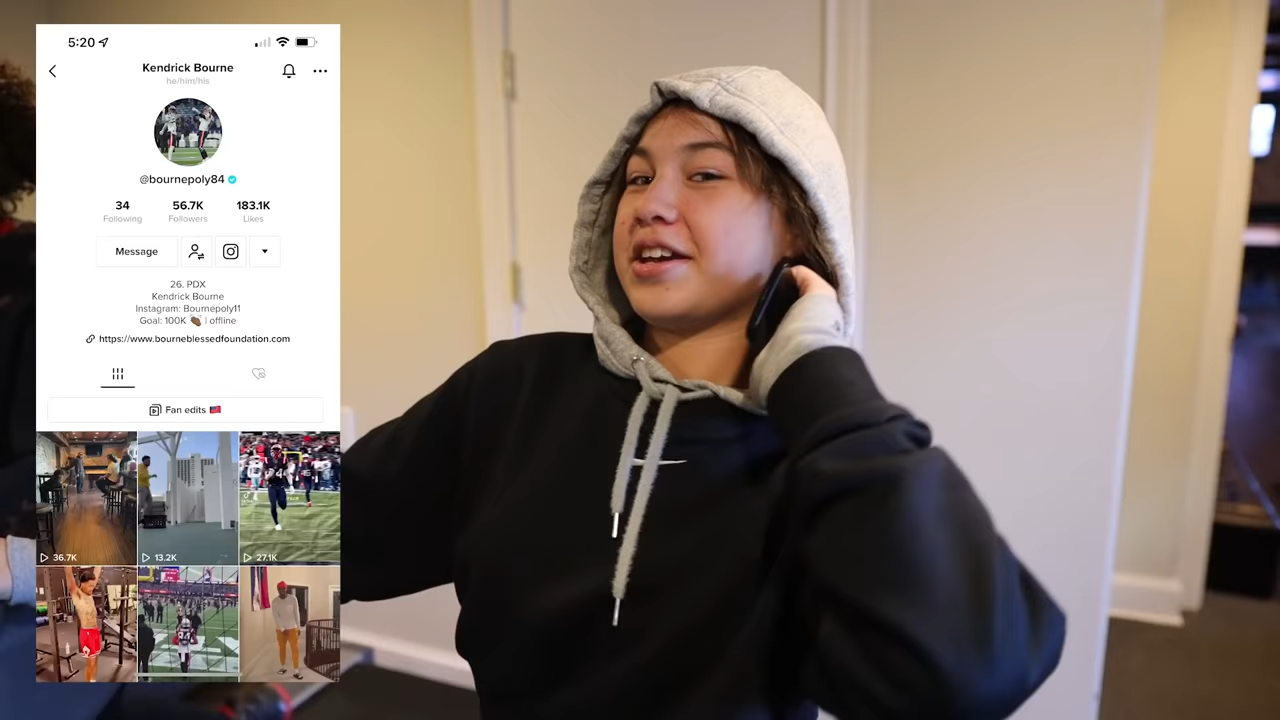 5:20
Kendrick Bourne
he/him/his
@bournepoly84
34 56.7K 183.1K
Following Followers Likes
Message
26. PDX
Kendrick Bourne
Instagram: Bournepoly11
Goal: 100K 👏🏾 | offline
https://www.bourneblessedfoundation.com
Fan edits
36.7K 13.2K 27.1K